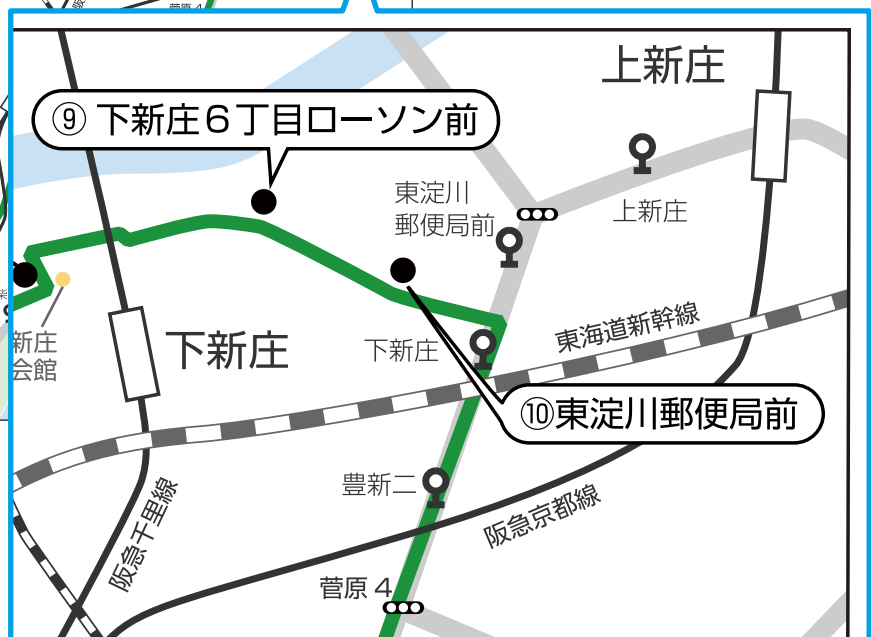 菅原4
上新庄
⑨ 下新庄6丁目ローソン前
東淀川
郵便局前
上新庄
東海道新幹線
下新庄
下新庄
新庄
会館
⑩東淀川郵便局前
豊新二
阪急千里線
阪急京都線
菅原4